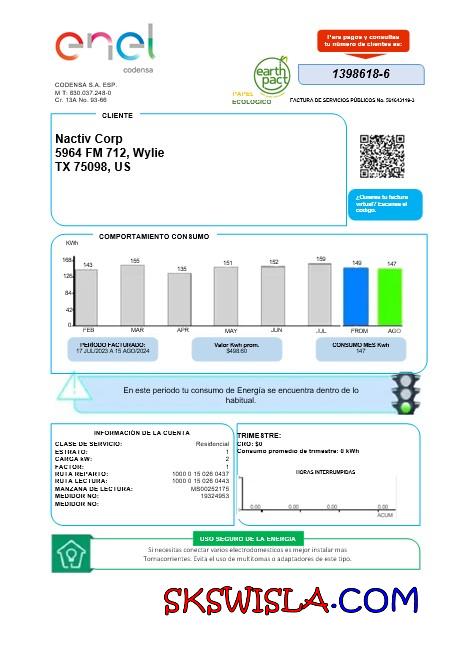 enel
codensa
CODENSA S.A. ESP.
M T: 830.037.248-0
Cr. 13A No. 93-66
earth pact
PAPEL
ECOLÓGICO
Para pagos y consultas
tu número de clientes es:
1398618-6
FACTURA DE SERVICIOS PÚBLICOS No. 591643119-3
CLIENTE
Nactiv Corp
5964 FM 712, Wylie
TX 75098, US
¿Quieres tu factura
virtual? Escanea el
código.
COMPORTAMIENTO CONSUMO
KWh
168
126
84
42
0
143 155 135 151 152 159 149 147
FEB MAR APR MAY JUN JUL FROM AGO
PERÍODO FACTURADO:
17 JUL/2023 A 15 AGO/2024
Valor Kwh prom.
$498.60
CONSUMO MES Kwh
147
En este periodo tu consumo de Energía se encuentra dentro de lo
habitual.
INFORMACIÓN DE LA CUENTA
CLASE DE SERVICIO: Residencial
ESTRATO: 1
CARGA kW: 2
FACTOR: 1
RUTA REPARTO: 1000 0 15 026 0437
RUTA LECTURA: 1000 0 15 026 0443
MANZANA DE LECTURA: MS00252175
MEDIDOR NO: 19324953
MEDIDOR NO:
TRIMESTRE:
CRO: $0
Consumo promedio de trimestre: 0 kWh
HORAS INTERRUMPIDAS
0.00 0.00 0.00 0.00
ACUM
USO SEGURO DE LA ENERGÍA
Si necesitas conectar varios electrodomésticos es mejor instalar mas
Tomacorrientes. Evita el uso de multitomas o adaptadores de este tipo.
SKSWISLA.COM